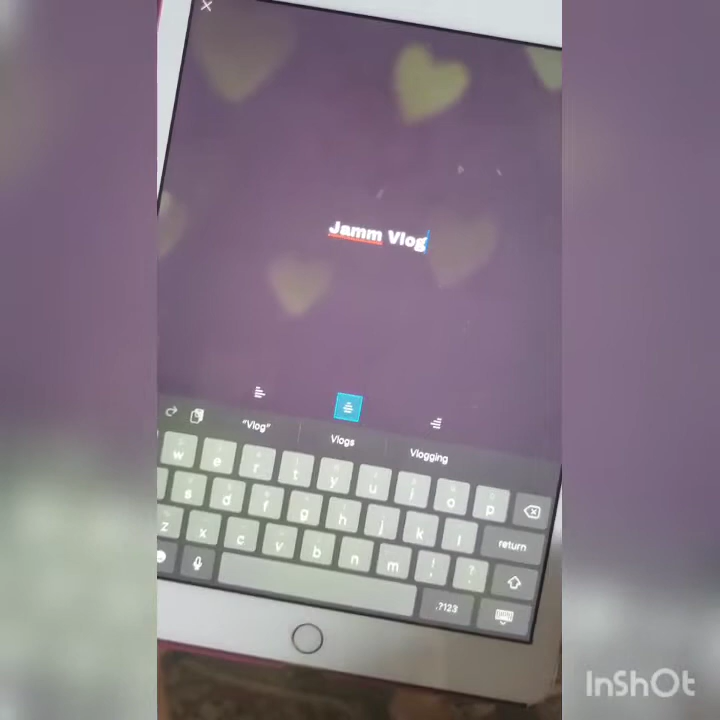 Jamm Vlog
"Vlog" Vlogs Vlogging
w e r t y u i o p
s d f g h j k l return
z x c v b n m ! ?
.?123
InShOt